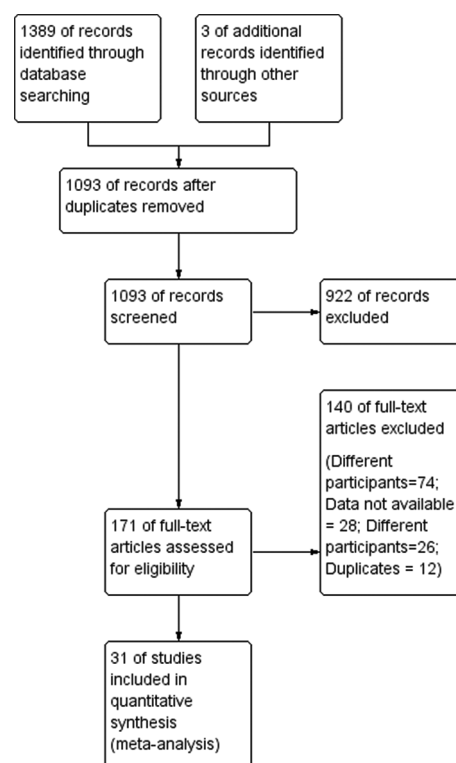 1389 of records
identified through
database
searching
3 of additional
records identified
through other
sources
1093 of records after
duplicates removed
1093 of records
screened
922 of records
excluded
140 of full-text
articles excluded
(Different
participants=74;
Data not available
= 28; Different
participants=26;
Duplicates = 12)
171 of full-text
articles assessed
for eligibility
31 of studies
included in
quantitative
synthesis
(meta-analysis)